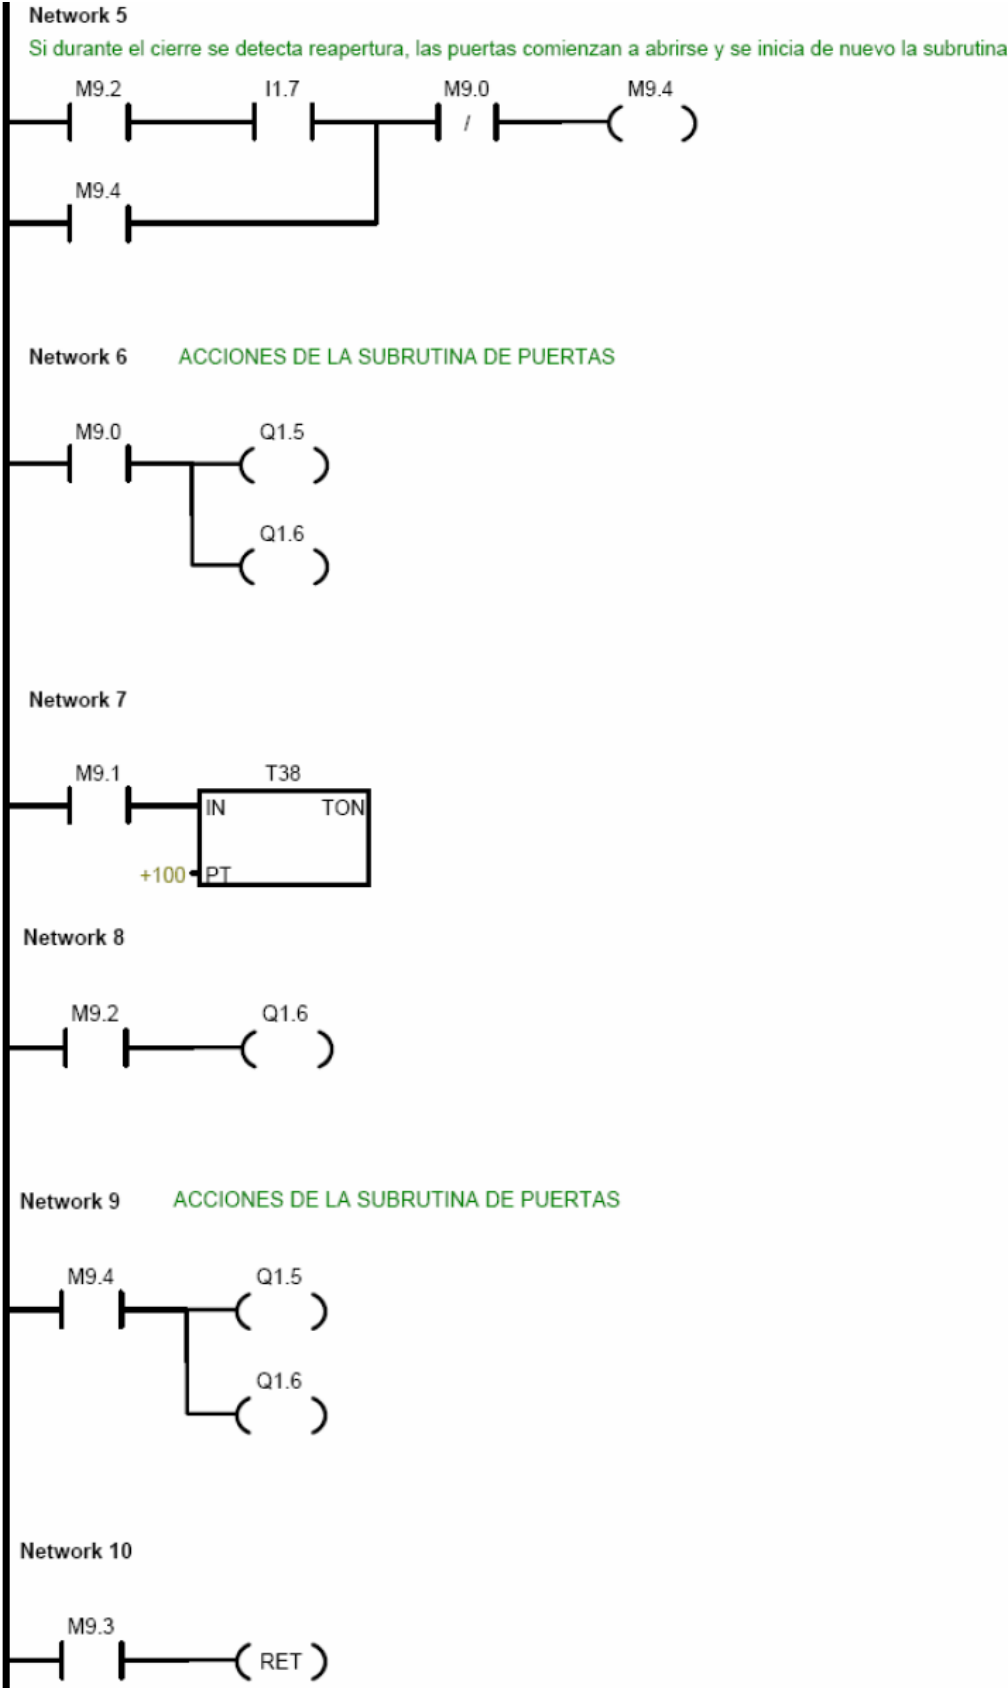 Network 5
Si durante el cierre se detecta reapertura, las puertas comienzan a abrirse y se inicia de nuevo la subrutina
M9.2 I1.7 M9.0 M9.4
/
M9.4
Network 6 ACCIONES DE LA SUBRUTINA DE PUERTAS
M9.0 Q1.5
Q1.6
Network 7
M9.1 T38
IN TON
+100 PT
Network 8
M9.2 Q1.6
Network 9 ACCIONES DE LA SUBRUTINA DE PUERTAS
M9.4 Q1.5
Q1.6
Network 10
M9.3
RET